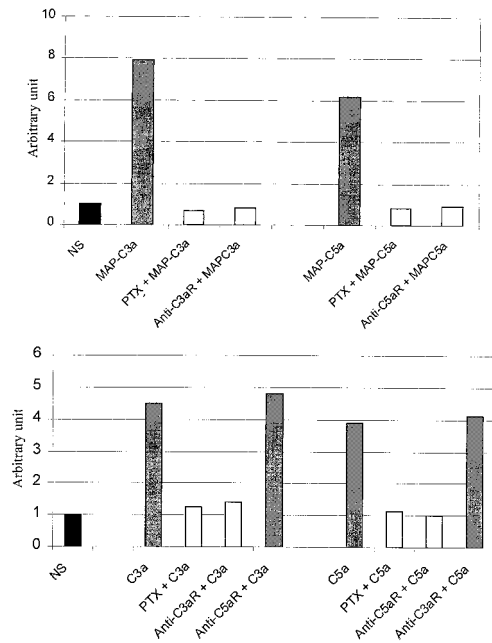 Arbitrary unit
10
8
6
4
2
0
NS
MAP-C3a
PTX + MAP-C3a
Anti-C3aR + MAPC3a
MAP-C5a
PTX + MAP-C5a
Anti-C5aR + MAPC5a
Arbitrary unit
6
5
4
3
2
1
0
NS
C3a
PTX + C3a
Anti-C3aR + C3a
Anti-C5aR + C3a
C5a
PTX + C5a
Anti-C5aR + C5a
Anti-C3aR + C5a